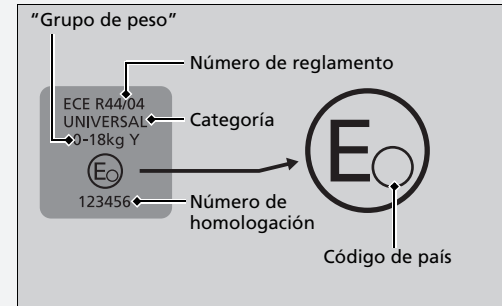 "Grupo de peso"
Número de reglamento
ECE R44/04
UNIVERSAL
Categoría
0-18kg Y
E
E
123456
Número de
homologación
Código de país